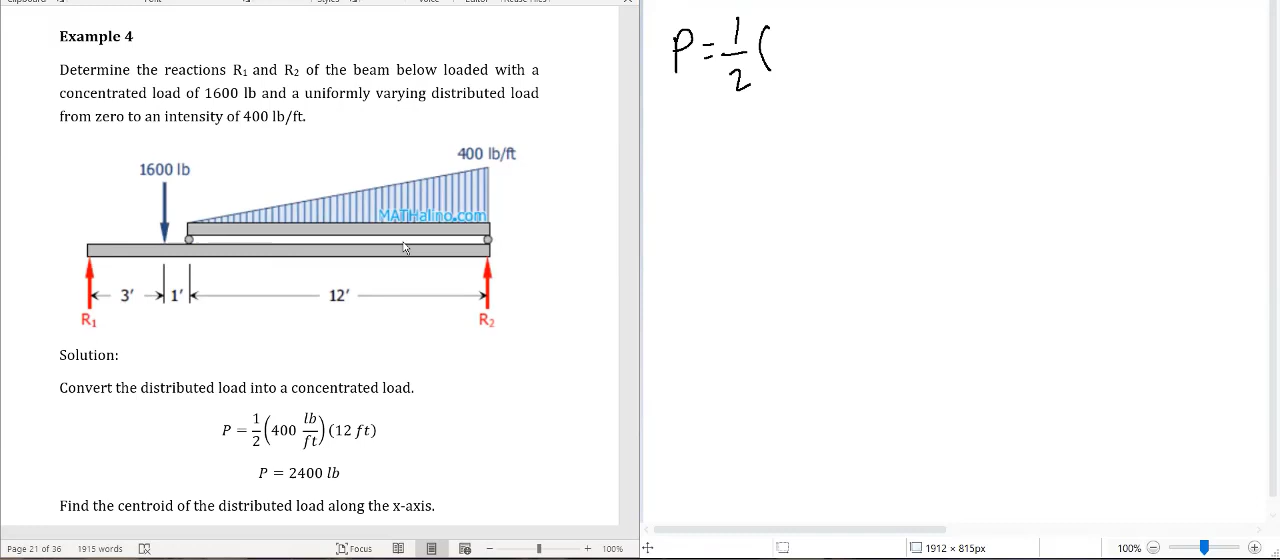 Example 4
Determine the reactions R₁ and R₂ of the beam below loaded with a
concentrated load of 1600 lb and a uniformly varying distributed load
from zero to an intensity of 400 lb/ft.
400 lb/ft
1600 lb
MATHalino.com
3′ 1′ 12′
R₁ R₂
Solution:
Convert the distributed load into a concentrated load.
P = 1/2 (400 lb/ft) (12 ft)
P = 2400 lb
Find the centroid of the distributed load along the x-axis.
Page 21 of 36 1915 words Focus 100%
P = 1/2 (
1912 × 815px 100%